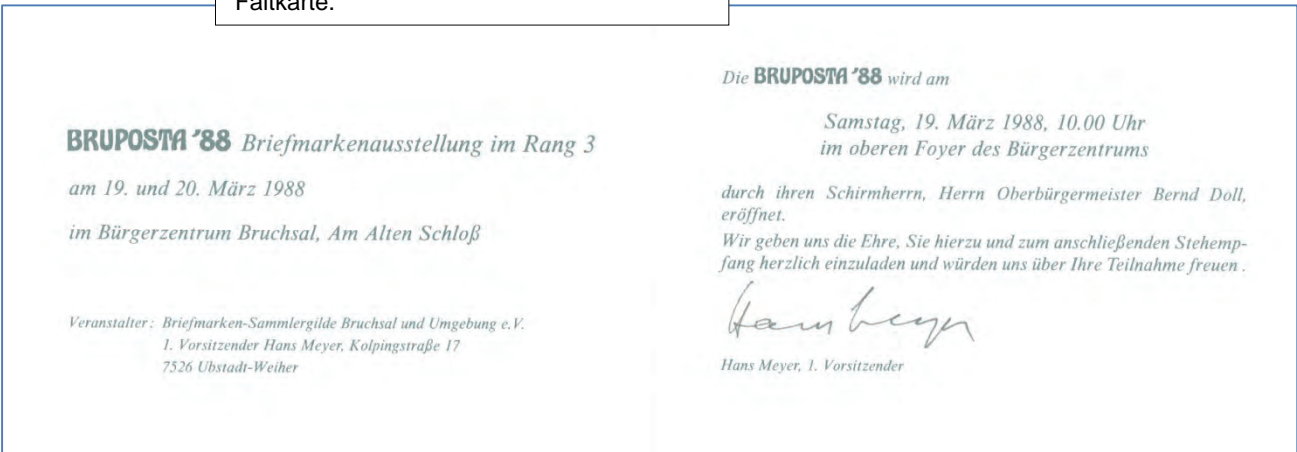 Faltkarte.
BRUPOSTA '88 Briefmarkenausstellung im Rang 3
am 19. und 20. März 1988
im Bürgerzentrum Bruchsal, Am Alten Schloß
Veranstalter: Briefmarken-Sammlergilde Bruchsal und Umgebung e.V.
1. Vorsitzender Hans Meyer, Kolpingstraße 17
7526 Ubstadt-Weiher
Die BRUPOSTA '88 wird am
Samstag, 19. März 1988, 10.00 Uhr
im oberen Foyer des Bürgerzentrums
durch ihren Schirmherrn, Herrn Oberbürgermeister Bernd Doll,
eröffnet.
Wir geben uns die Ehre, Sie hierzu und zum anschließenden Stehemp-
fang herzlich einzuladen und würden uns über Ihre Teilnahme freuen .
Hans Meyer
Hans Meyer, 1. Vorsitzender